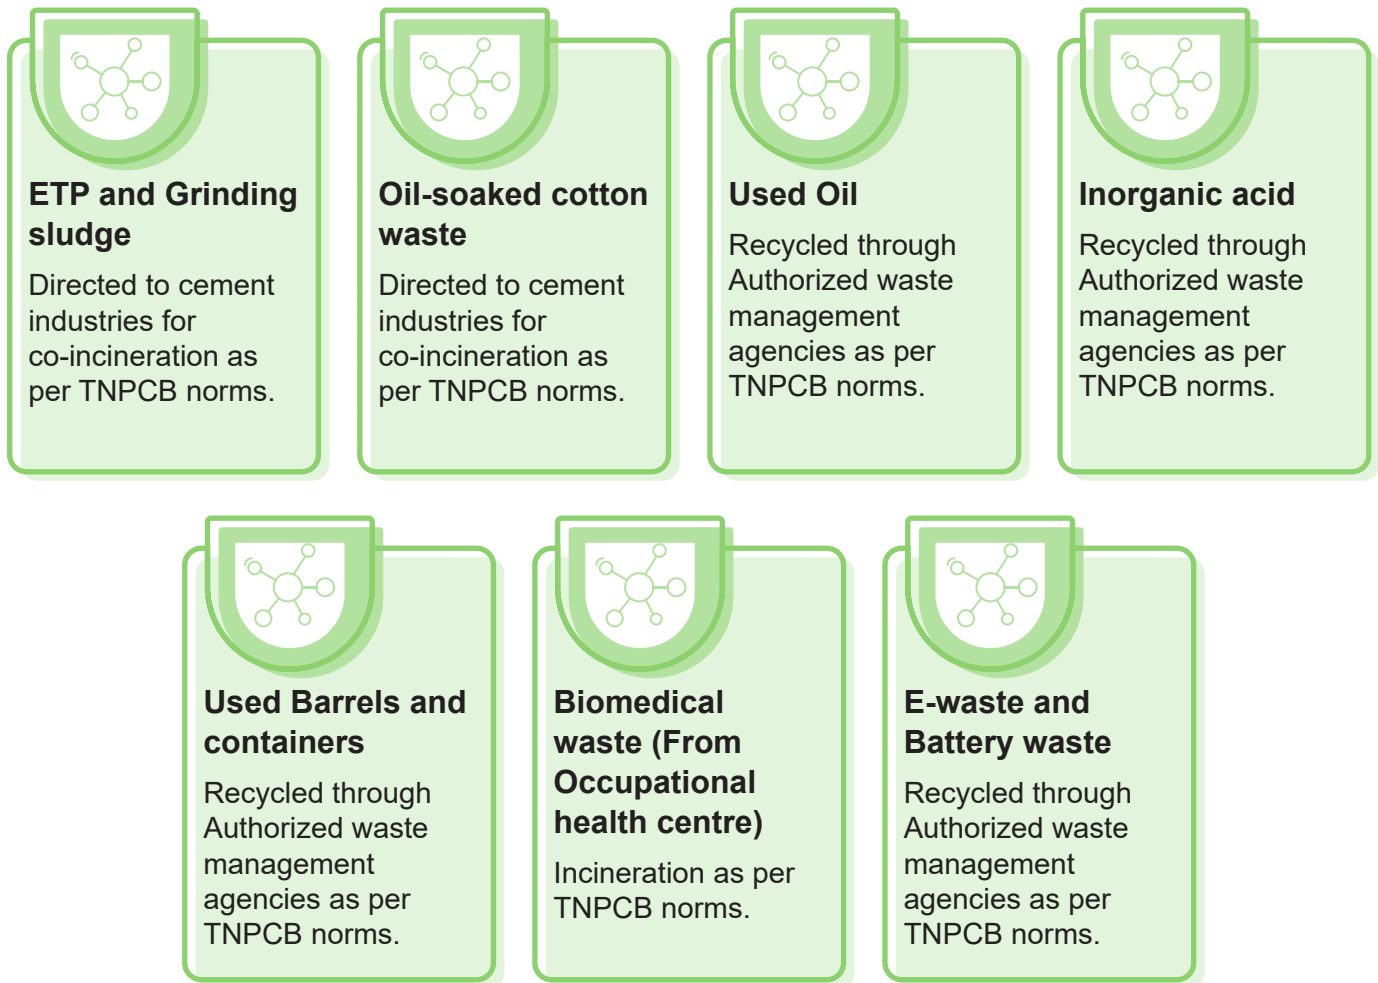 ETP and Grinding
sludge
Directed to cement
industries for
co-incineration as
per TNPCB norms.
Oil-soaked cotton
waste
Directed to cement
industries for
co-incineration as
per TNPCB norms.
Used Oil
Recycled through
Authorized waste
management
agencies as per
TNPCB norms.
Inorganic acid
Recycled through
Authorized waste
management
agencies as per
TNPCB norms.
Used Barrels and
containers
Recycled through
Authorized waste
management
agencies as per
TNPCB norms.
Biomedical
waste (From
Occupational
health centre)
Incineration as per
TNPCB norms.
E-waste and
Battery waste
Recycled through
Authorized waste
management
agencies as per
TNPCB norms.